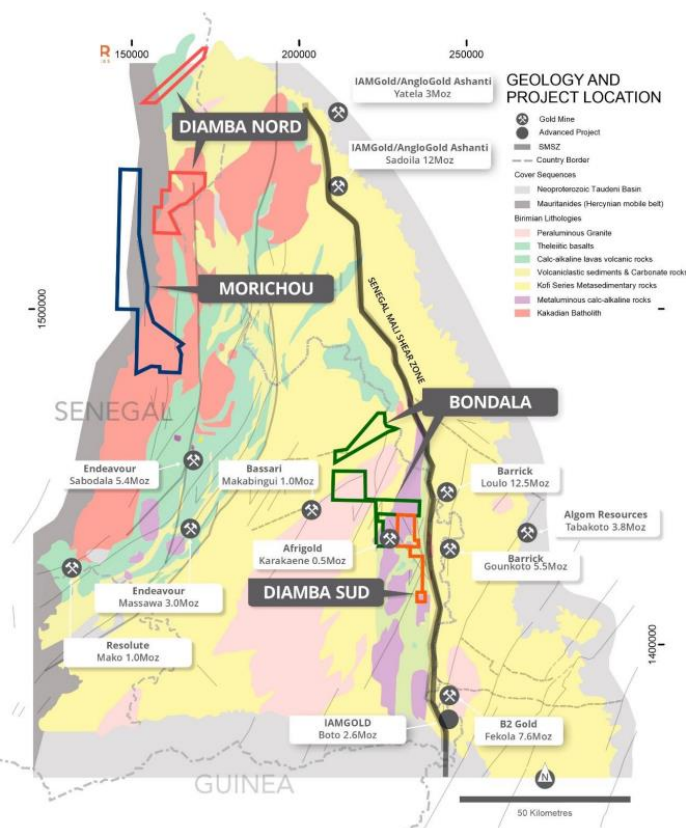 R
150000
200000
250000
GEOLOGY AND
PROJECT LOCATION
Gold Mine
Advanced Project
SMSZ
Country Border
Cover Sequences
Neoproterozoic Taudeni Basin
Mauritanides (Hercynian mobile belt)
Birimian Lithologies
Peraluminous Granite
Theleiitic basalts
Calc-alkaline lavas volcanic rocks
Volcaniclastic sediments & Carbonate rocks
Kofi Series Metasedimentary rocks
Metaluminous calc-alkaline rocks
Kakadian Batholith
IAMGold/AngloGold Ashanti
Yatela 3Moz
DIAMBA NORD
IAMGold/AngloGold Ashanti
Sadoila 12Moz
MORICHOU
1500000
SENEGAL MALI SHEAR ZONE
BONDALA
SENEGAL
Endeavour
Sabodala 5.4Moz
Bassari
Makabingui 1.0Moz
Barrick
Loulo 12.5Moz
Algom Resources
Tabakoto 3.8Moz
Afrigold
Karakaene 0.5Moz
Barrick
Gounkoto 5.5Moz
Endeavour
Massawa 3.0Moz
DIAMBA SUD
Resolute
Mako 1.0Moz
1400000
IAMGOLD
Boto 2.6Moz
B2 Gold
Fekola 7.6Moz
GUINEA
N
50 Kilometres